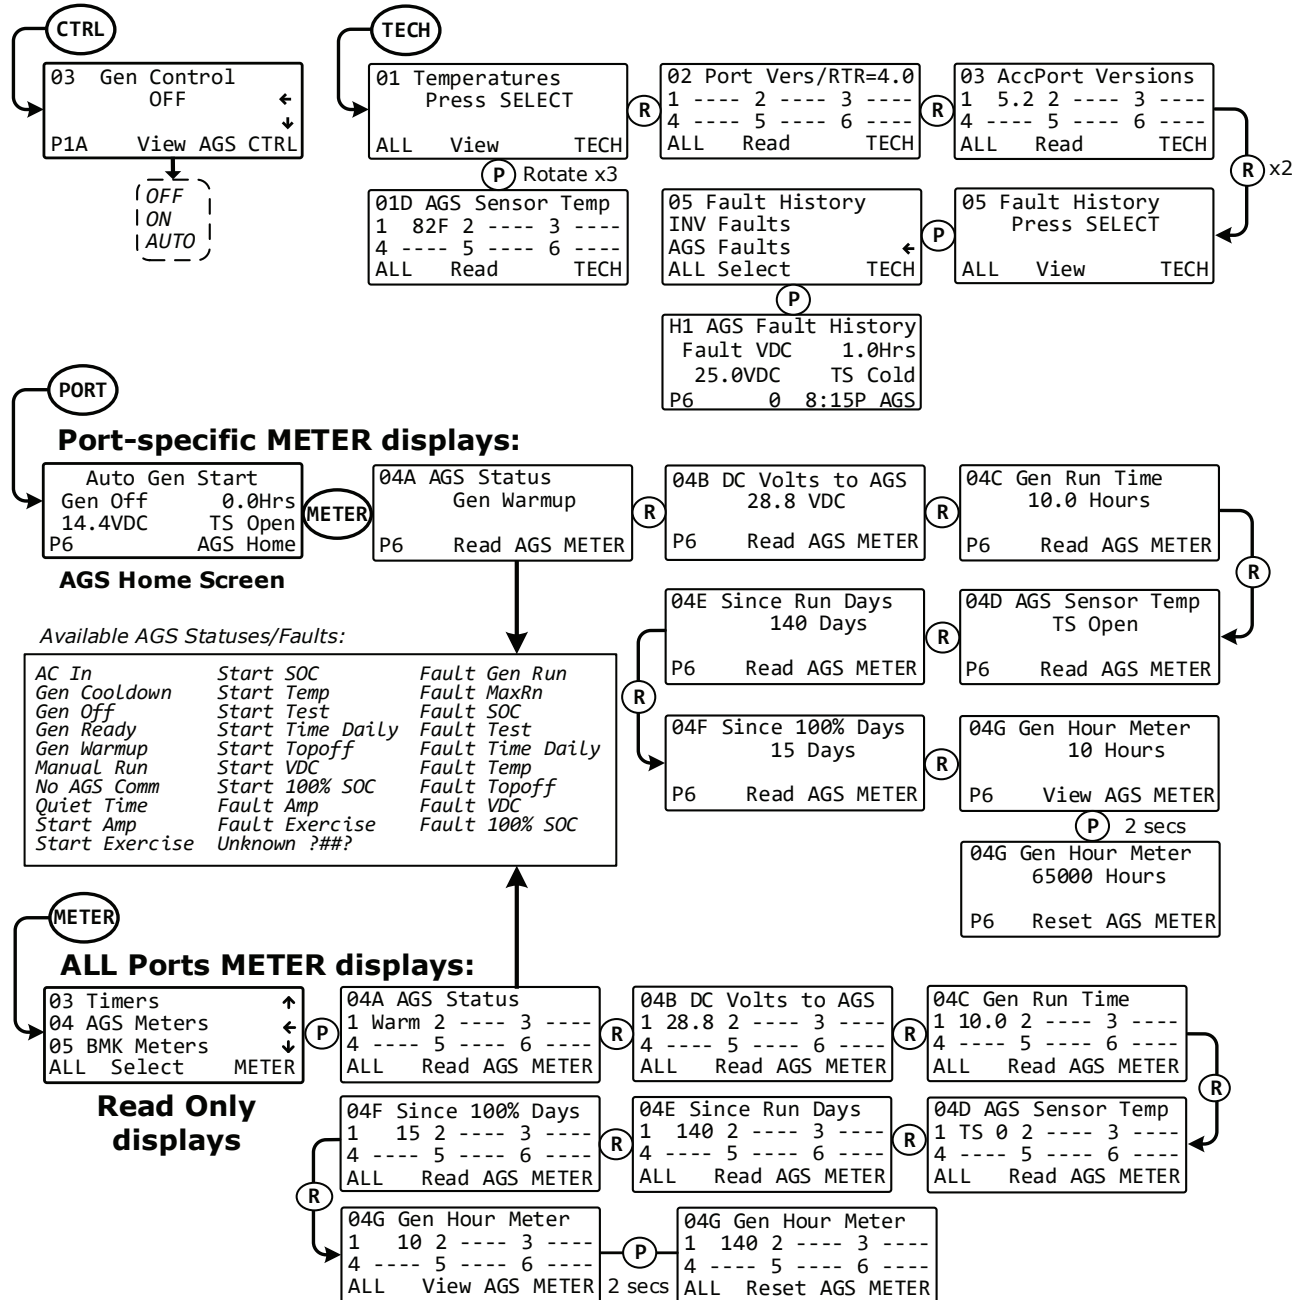 CTRL
03  Gen Control
OFF ←
↓
P1A View AGS CTRL
OFF
ON
AUTO
TECH
01 Temperatures
Press SELECT
ALL View TECH
R
02 Port Vers/RTR=4.0
1 ---- 2 ---- 3 ----
4 ---- 5 ---- 6 ----
ALL Read TECH
R
03 AccPort Versions
1 5.2 2 ---- 3 ----
4 ---- 5 ---- 6 ----
ALL Read TECH
R x2
P Rotate x3
01D AGS Sensor Temp
1 82F 2 ---- 3 ----
4 ---- 5 ---- 6 ----
ALL Read TECH
05 Fault History
INV Faults
AGS Faults ←
ALL Select TECH
P
05 Fault History
Press SELECT
ALL View TECH
P
H1 AGS Fault History
Fault VDC 1.0Hrs
25.0VDC TS Cold
P6 0 8:15P AGS
PORT
Port-specific METER displays:
Auto Gen Start
Gen Off 0.0Hrs
14.4VDC TS Open
P6 AGS Home
AGS Home Screen
METER
04A AGS Status
Gen Warmup
P6 Read AGS METER
R
04B DC Volts to AGS
28.8 VDC
P6 Read AGS METER
R
04C Gen Run Time
10.0 Hours
P6 Read AGS METER
R
04E Since Run Days
140 Days
P6 Read AGS METER
R
04D AGS Sensor Temp
TS Open
P6 Read AGS METER
R
04F Since 100% Days
15 Days
P6 Read AGS METER
R
04G Gen Hour Meter
10 Hours
P6 View AGS METER
P 2 secs
04G Gen Hour Meter
65000 Hours
P6 Reset AGS METER
Available AGS Statuses/Faults:
AC In Start SOC Fault Gen Run
Gen Cooldown Start Temp Fault MaxRn
Gen Off Start Test Fault SOC
Gen Ready Start Time Daily Fault Test
Gen Warmup Start Topoff Fault Time Daily
Manual Run Start VDC Fault Temp
No AGS Comm Start 100% SOC Fault Topoff
Quiet Time Fault Amp Fault VDC
Start Amp Fault Exercise Fault 100% SOC
Start Exercise Unknown ?##?
METER
ALL Ports METER displays:
03 Timers ↑
04 AGS Meters ←
05 BMK Meters ↓
ALL Select METER
Read Only
displays
P
04A AGS Status
1 Warm 2 ---- 3 ----
4 ---- 5 ---- 6 ----
ALL Read AGS METER
R
04B DC Volts to AGS
1 28.8 2 ---- 3 ----
4 ---- 5 ---- 6 ----
ALL Read AGS METER
R
04C Gen Run Time
1 10.0 2 ---- 3 ----
4 ---- 5 ---- 6 ----
ALL Read AGS METER
R
04F Since 100% Days
1 15 2 ---- 3 ----
4 ---- 5 ---- 6 ----
ALL Read AGS METER
R
04E Since Run Days
1 140 2 ---- 3 ----
4 ---- 5 ---- 6 ----
ALL Read AGS METER
R
04D AGS Sensor Temp
1 TS 0 2 ---- 3 ----
4 ---- 5 ---- 6 ----
ALL Read AGS METER
R
04G Gen Hour Meter
1 10 2 ---- 3 ----
4 ---- 5 ---- 6 ----
ALL View AGS METER
P
2 secs
04G Gen Hour Meter
1 140 2 ---- 3 ----
4 ---- 5 ---- 6 ----
ALL Reset AGS METER